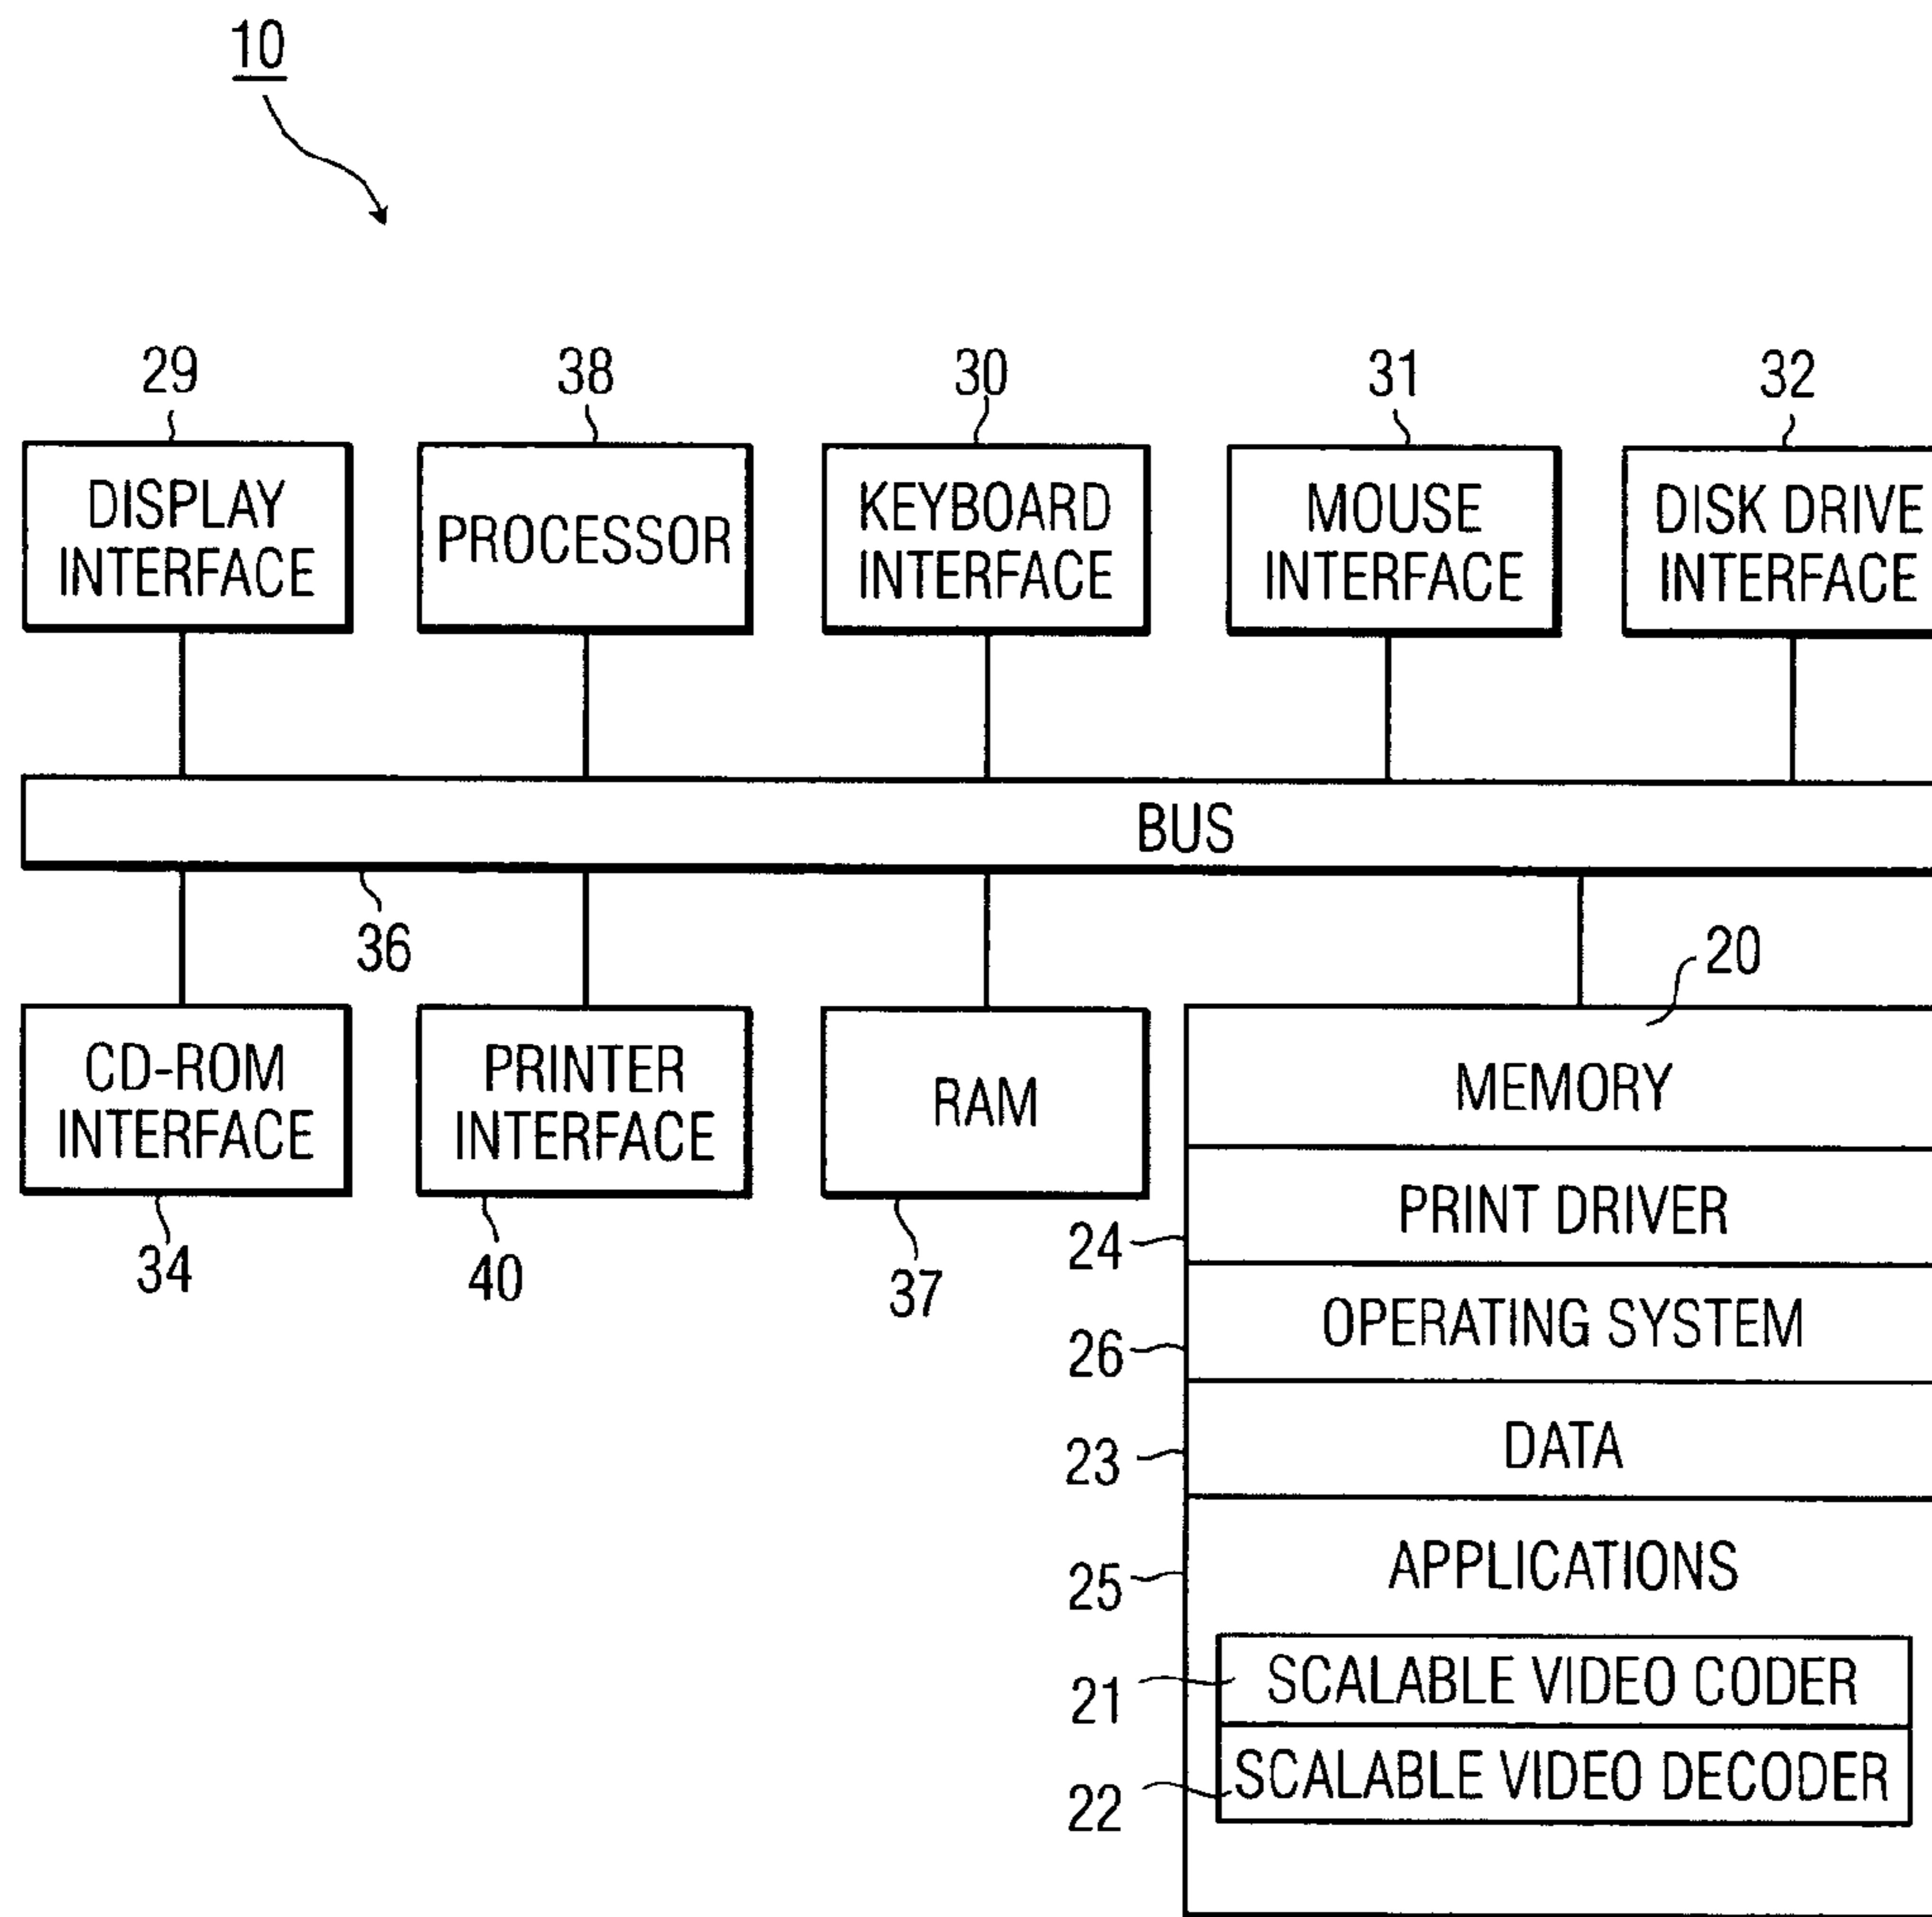 10
29
38
30
31
32
DISPLAY
INTERFACE
PROCESSOR
KEYBOARD
INTERFACE
MOUSE
INTERFACE
DISK DRIVE
INTERFACE
BUS
36
20
CD-ROM
INTERFACE
PRINTER
INTERFACE
RAM
MEMORY
34
40
37
24
PRINT DRIVER
26
OPERATING SYSTEM
23
DATA
25
APPLICATIONS
21
SCALABLE VIDEO CODER
22
SCALABLE VIDEO DECODER